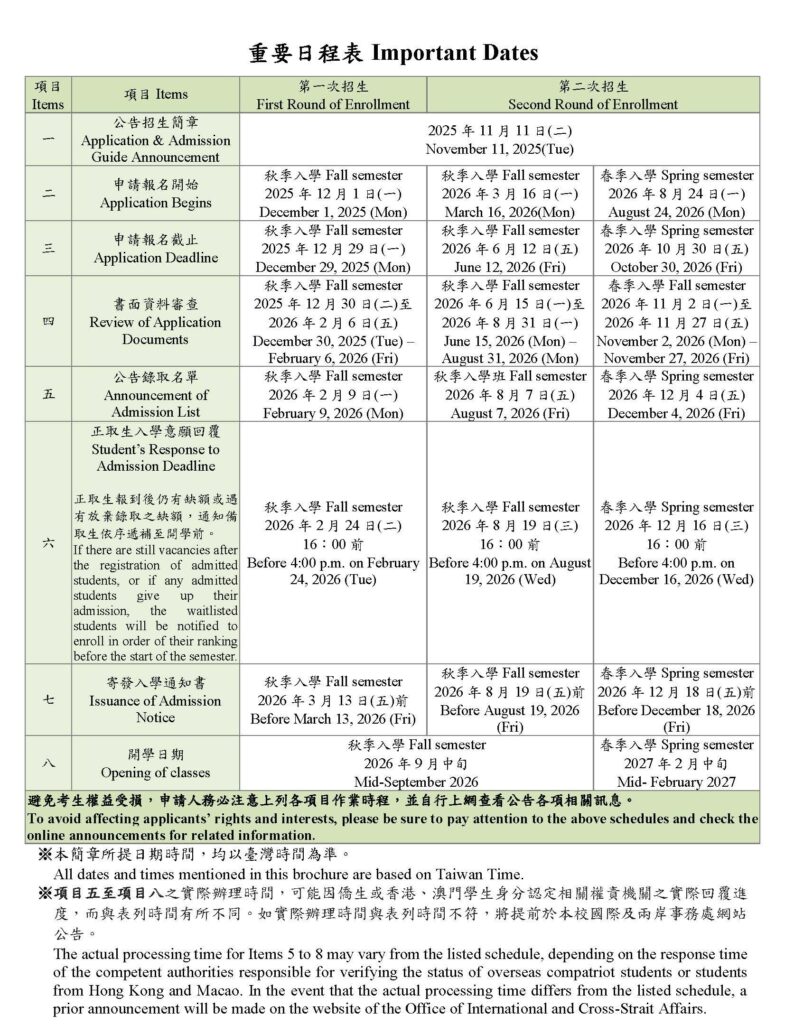 重要日程表 Important Dates
項目
Items
項目 Items
第一次招生
First Round of Enrollment
第二次招生
Second Round of Enrollment
一
公告招生簡章
Application & Admission
Guide Announcement
2025 年 11 月 11 日(二)
November 11, 2025(Tue)
二
申請報名開始
Application Begins
秋季入學 Fall semester
2025 年 12 月 1 日(一)
December 1, 2025 (Mon)
秋季入學 Fall semester
2026 年 3 月 16 日(一)
March 16, 2026(Mon)
春季入學 Spring semester
2026 年 8 月 24 日(一)
August 24, 2026 (Mon)
三
申請報名截止
Application Deadline
秋季入學 Fall semester
2025 年 12 月 29 日(一)
December 29, 2025 (Mon)
秋季入學 Fall semester
2026 年 6 月 12 日(五)
June 12, 2026 (Fri)
春季入學 Spring semester
2026 年 10 月 30 日(五)
October 30, 2026 (Fri)
四
書面資料審查
Review of Application
Documents
秋季入學 Fall semester
2025 年 12 月 30 日(二)至
2026 年 2 月 6 日(五)
December 30, 2025 (Tue) –
February 6, 2026 (Fri)
秋季入學 Fall semester
2026 年 6 月 15 日(一)至
2026 年 8 月 31 日(一)
June 15, 2026 (Mon) –
August 31, 2026 (Mon)
春季入學 Fall semester
2026 年 11 月 2 日(一)至
2026 年 11 月 27 日(五)
November 2, 2026 (Mon) –
November 27, 2026 (Fri)
五
公告錄取名單
Announcement of
Admission List
秋季入學 Fall semester
2026 年 2 月 9 日(一)
February 9, 2026 (Mon)
秋季入學班 Fall semester
2026 年 8 月 7 日(五)
August 7, 2026 (Fri)
春季入學 Spring semester
2026 年 12 月 4 日(五)
December 4, 2026 (Fri)
六
正取生入學意願回覆
Student's Response to
Admission Deadline
正取生報到後仍有缺額或遇
有放棄錄取之缺額，通知備
取生依序遞補至開學前。
If there are still vacancies after
the registration of admitted
students, or if any admitted
students give up their
admission, the waitlisted
students will be notified to
enroll in order of their ranking
before the start of the semester.
秋季入學 Fall semester
2026 年 2 月 24 日(二)
16：00 前
Before 4:00 p.m. on February
24, 2026 (Tue)
秋季入學 Fall semester
2026 年 8 月 19 日(三)
16：00 前
Before 4:00 p.m. on August
19, 2026 (Wed)
春季入學 Spring semester
2026 年 12 月 16 日(三)
16：00 前
Before 4:00 p.m. on
December 16, 2026 (Wed)
七
寄發入學通知書
Issuance of Admission
Notice
秋季入學 Fall semester
2026 年 3 月 13 日(五)前
Before March 13, 2026 (Fri)
秋季入學 Fall semester
2026 年 8 月 19 日(五)前
Before August 19, 2026
(Fri)
春季入學 Spring semester
2026 年 12 月 18 日(五)前
Before December 18, 2026
(Fri)
八
開學日期
Opening of classes
秋季入學 Fall semester
2026 年 9 月中旬
Mid-September 2026
春季入學 Spring semester
2027 年 2 月中旬
Mid- February 2027
避免考生權益受損，申請人務必注意上列各項目作業時程，並自行上網查看公告各項相關訊息。
To avoid affecting applicants' rights and interests, please be sure to pay attention to the above schedules and check the
online announcements for related information.
※本簡章所提日期時間，均以臺灣時間為準。
All dates and times mentioned in this brochure are based on Taiwan Time.
※項目五至項目八之實際辦理時間，可能因僑生或香港、澳門學生身分認定相關權責機關之實際回覆進
度，而與表列時間有所不同。如實際辦理時間與表列時間不符，將提前於本校國際及兩岸事務處網站
公告。
The actual processing time for Items 5 to 8 may vary from the listed schedule, depending on the response time
of the competent authorities responsible for verifying the status of overseas compatriot students or students
from Hong Kong and Macao. In the event that the actual processing time differs from the listed schedule, a
prior announcement will be made on the website of the Office of International and Cross-Strait Affairs.